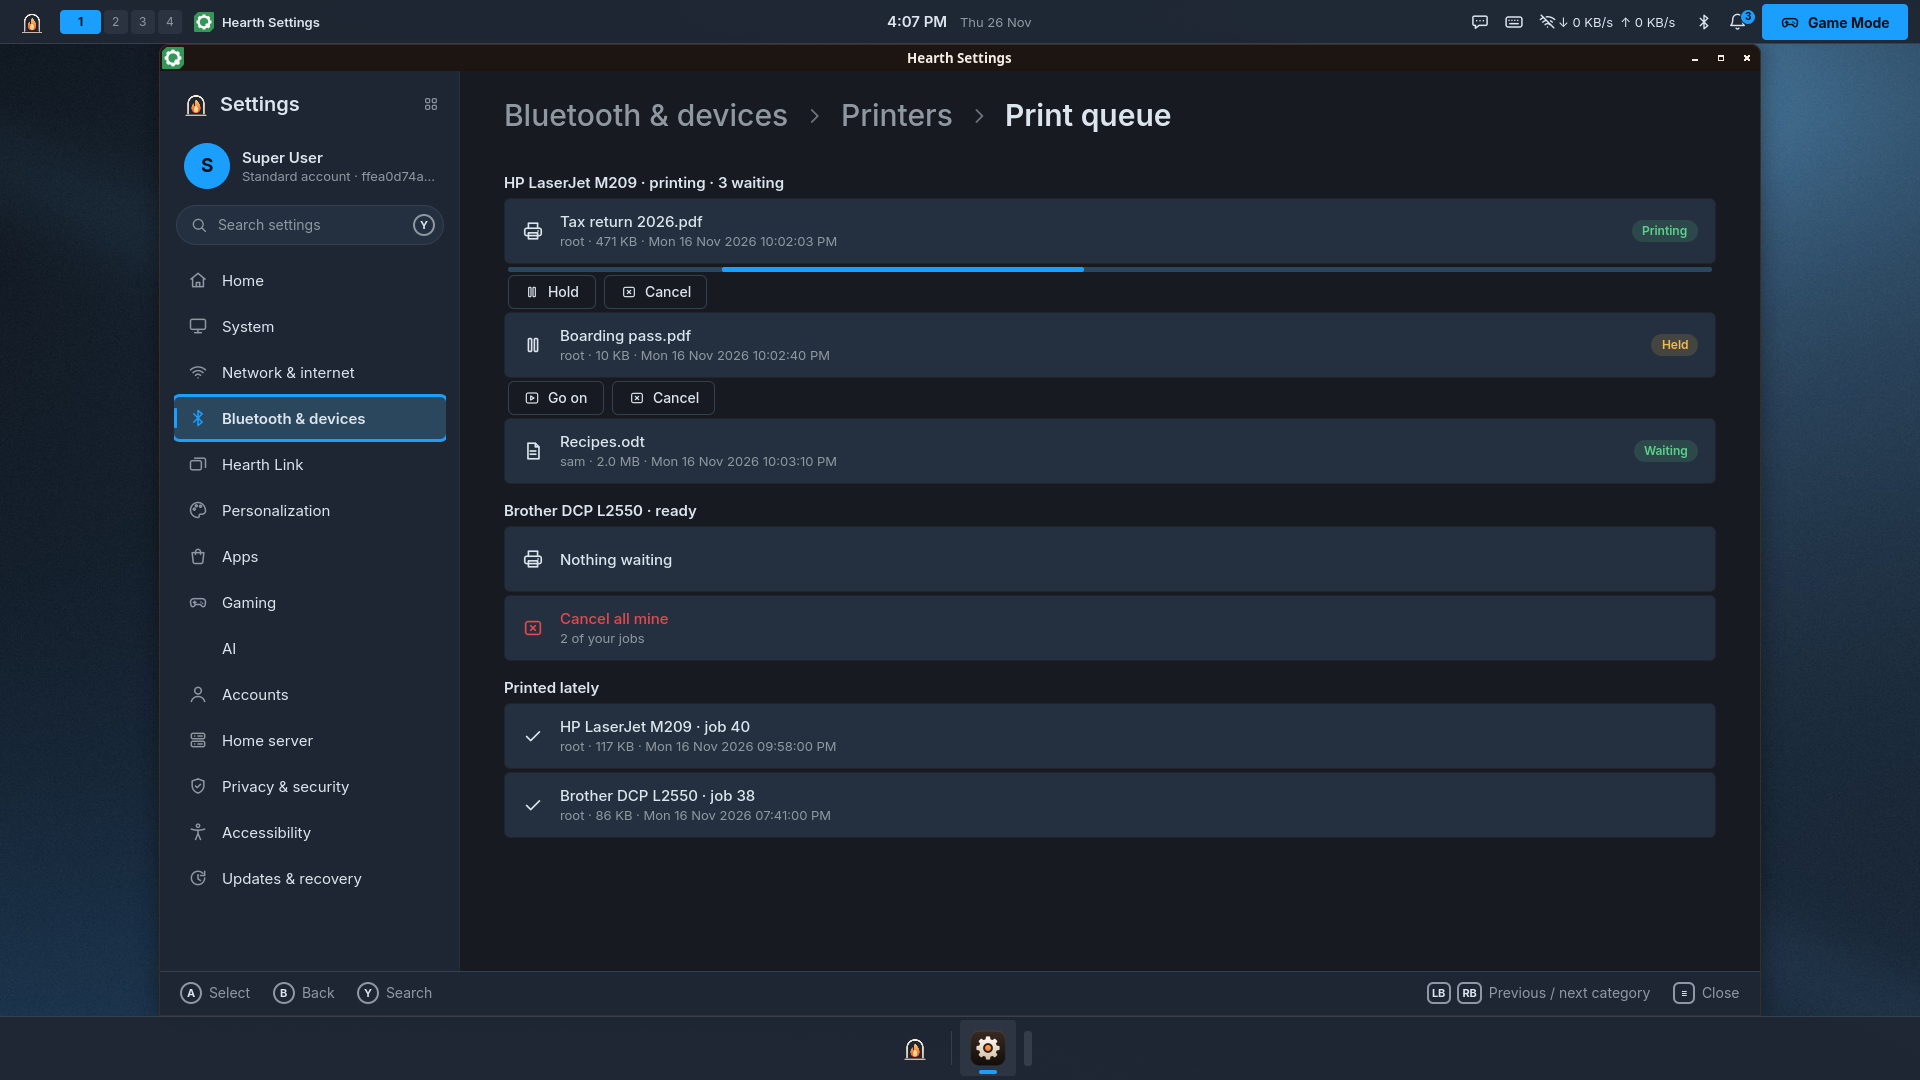 1 2 3 4 Hearth Settings 4:07 PM Thu 26 Nov 0 KB/s 0 KB/s 3 Game Mode
Hearth Settings
Settings
S
Super User
Standard account · ffea0d74a...
Search settings Y
Home
System
Network & internet
Bluetooth & devices
Hearth Link
Personalization
Apps
Gaming
AI
Accounts
Home server
Privacy & security
Accessibility
Updates & recovery
Bluetooth & devices > Printers > Print queue
HP LaserJet M209 · printing · 3 waiting
Tax return 2026.pdf
root · 471 KB · Mon 16 Nov 2026 10:02:03 PM
Printing
Hold Cancel
Boarding pass.pdf
root · 10 KB · Mon 16 Nov 2026 10:02:40 PM
Held
Go on Cancel
Recipes.odt
sam · 2.0 MB · Mon 16 Nov 2026 10:03:10 PM
Waiting
Brother DCP L2550 · ready
Nothing waiting
Cancel all mine
2 of your jobs
Printed lately
HP LaserJet M209 · job 40
root · 117 KB · Mon 16 Nov 2026 09:58:00 PM
Brother DCP L2550 · job 38
root · 86 KB · Mon 16 Nov 2026 07:41:00 PM
A Select B Back Y Search LB RB Previous / next category Close